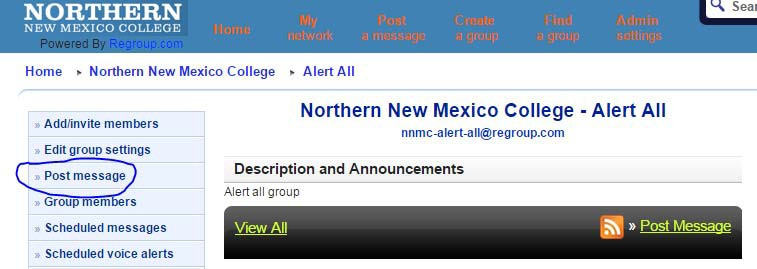 NORTHERN
NEW MEXICO COLLEGE
Powered By Regroup.com
Home
My network
Post a message
Create a group
Find a group
Admin settings
Sear
Home ▸ Northern New Mexico College ▸ Alert All
» Add/invite members
» Edit group settings
» Post message
» Group members
» Scheduled messages
» Scheduled voice alerts
Northern New Mexico College - Alert All
nnmc-alert-all@regroup.com
Description and Announcements
Alert all group
View All
» Post Message